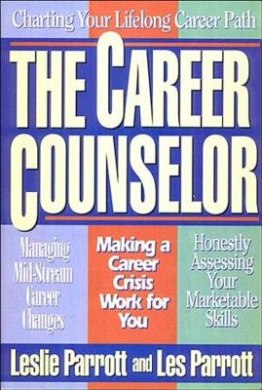 Charting Your Lifelong Career Path
THE CAREER
COUNSELOR
Managing
Mid-Stream
Career
Changes
Making a
Career
Crisis
Work for
You
Honestly
Assessing
Your
Marketable
Skills
Leslie Parrott and Les Parrott